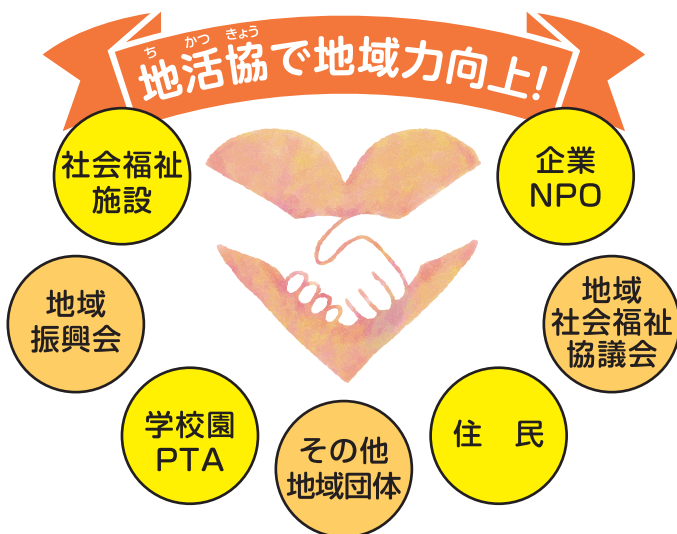 ち かつ きょう
地活協で地域力向上!
社会福祉
施設
企業
NPO
地域
振興会
地域
社会福祉
協議会
学校園
PTA
住　民
その他
地域団体